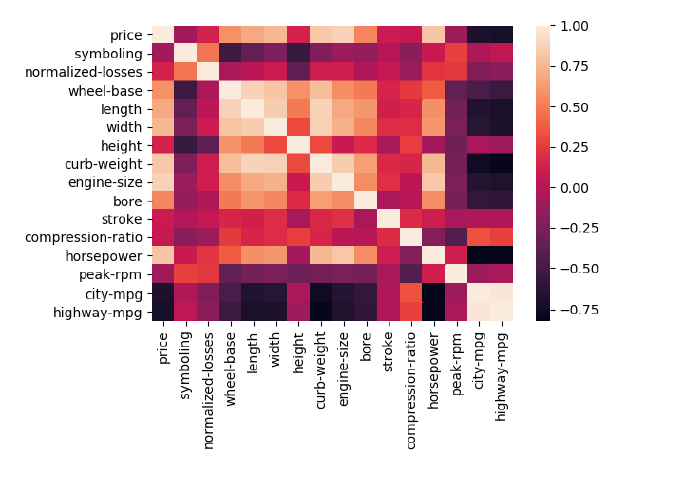 price
symboling
normalized-losses
wheel-base
length
width
height
curb-weight
engine-size
bore
stroke
compression-ratio
horsepower
peak-rpm
city-mpg
highway-mpg
price
symboling
normalized-losses
wheel-base
length
width
height
curb-weight
engine-size
bore
stroke
compression-ratio
horsepower
peak-rpm
city-mpg
highway-mpg
1.00
0.75
0.50
0.25
0.00
−0.25
−0.50
−0.75